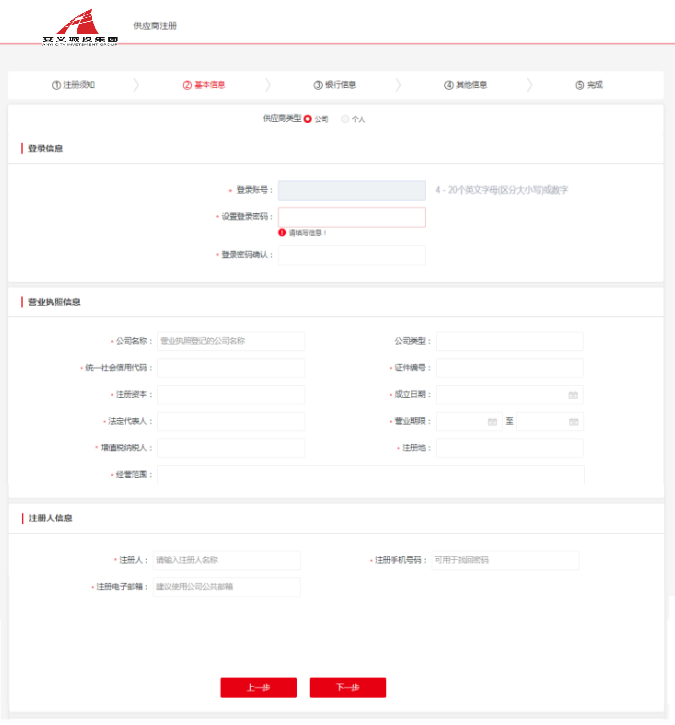 安义城投集团
供应商注册
① 注册须知
② 基本信息
③ 银行信息
④ 其他信息
⑤ 完成
供应商类型 公司 个人
登录信息
* 登录账号：
4 - 20个英文字母(区分大小写)或数字
* 设置登录密码：
请填写信息！
* 登录密码确认：
营业执照信息
* 公司名称： 营业执照登记的公司名称
公司类型：
* 统一社会信用代码：
* 证件编号：
* 注册资本：
* 成立日期：
* 法定代表人：
* 营业期限： 至
* 增值税纳税人：
* 注册地：
* 经营范围：
注册人信息
* 注册人： 请输入注册人名称
* 注册手机号码： 可用于找回密码
* 注册电子邮箱： 建议使用公司公共邮箱
上一步
下一步